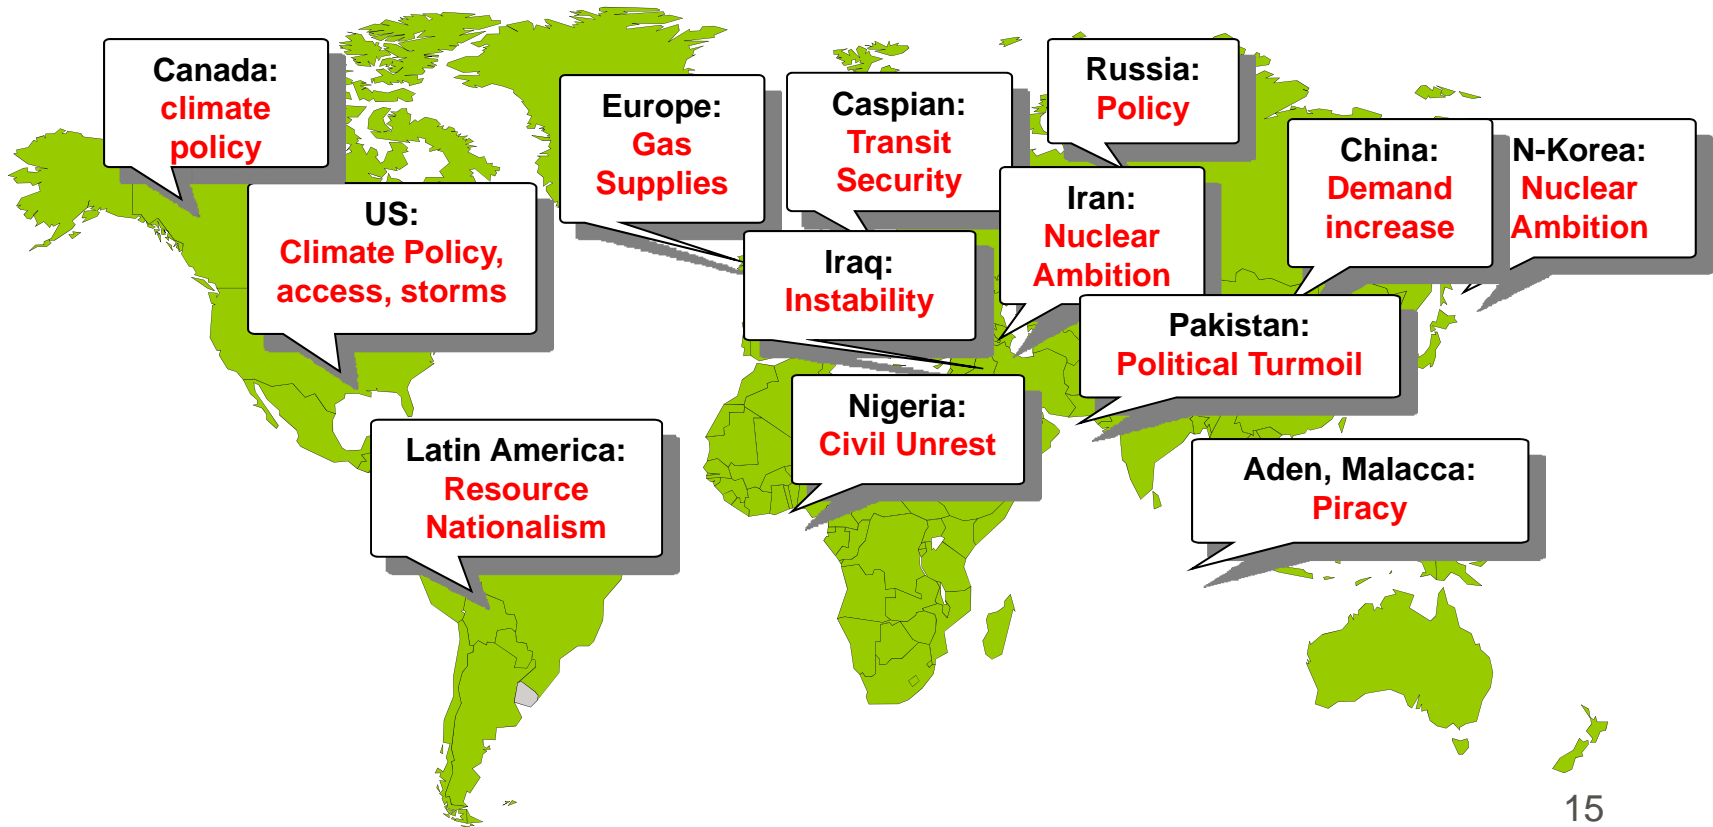 Canada:
climate
policy
US:
Climate Policy,
access, storms
Europe:
Gas
Supplies
Caspian:
Transit
Security
Russia:
Policy
Iran:
Nuclear
Ambition
China:
Demand
increase
N-Korea:
Nuclear
Ambition
Iraq:
Instability
Pakistan:
Political Turmoil
Nigeria:
Civil Unrest
Latin America:
Resource
Nationalism
Aden, Malacca:
Piracy
15